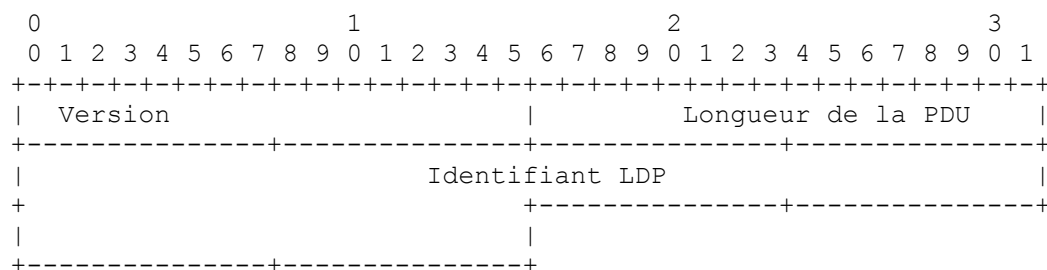 0                   1                   2                   3
0 1 2 3 4 5 6 7 8 9 0 1 2 3 4 5 6 7 8 9 0 1 2 3 4 5 6 7 8 9 0 1
+-+-+-+-+-+-+-+-+-+-+-+-+-+-+-+-+-+-+-+-+-+-+-+-+-+-+-+-+-+-+-+-+
|  Version                      |         Longueur de la PDU    |
+---------------+---------------+---------------+---------------+
|                         Identifiant LDP                       |
+                               +---------------+---------------+
|                               |
+---------------+---------------+